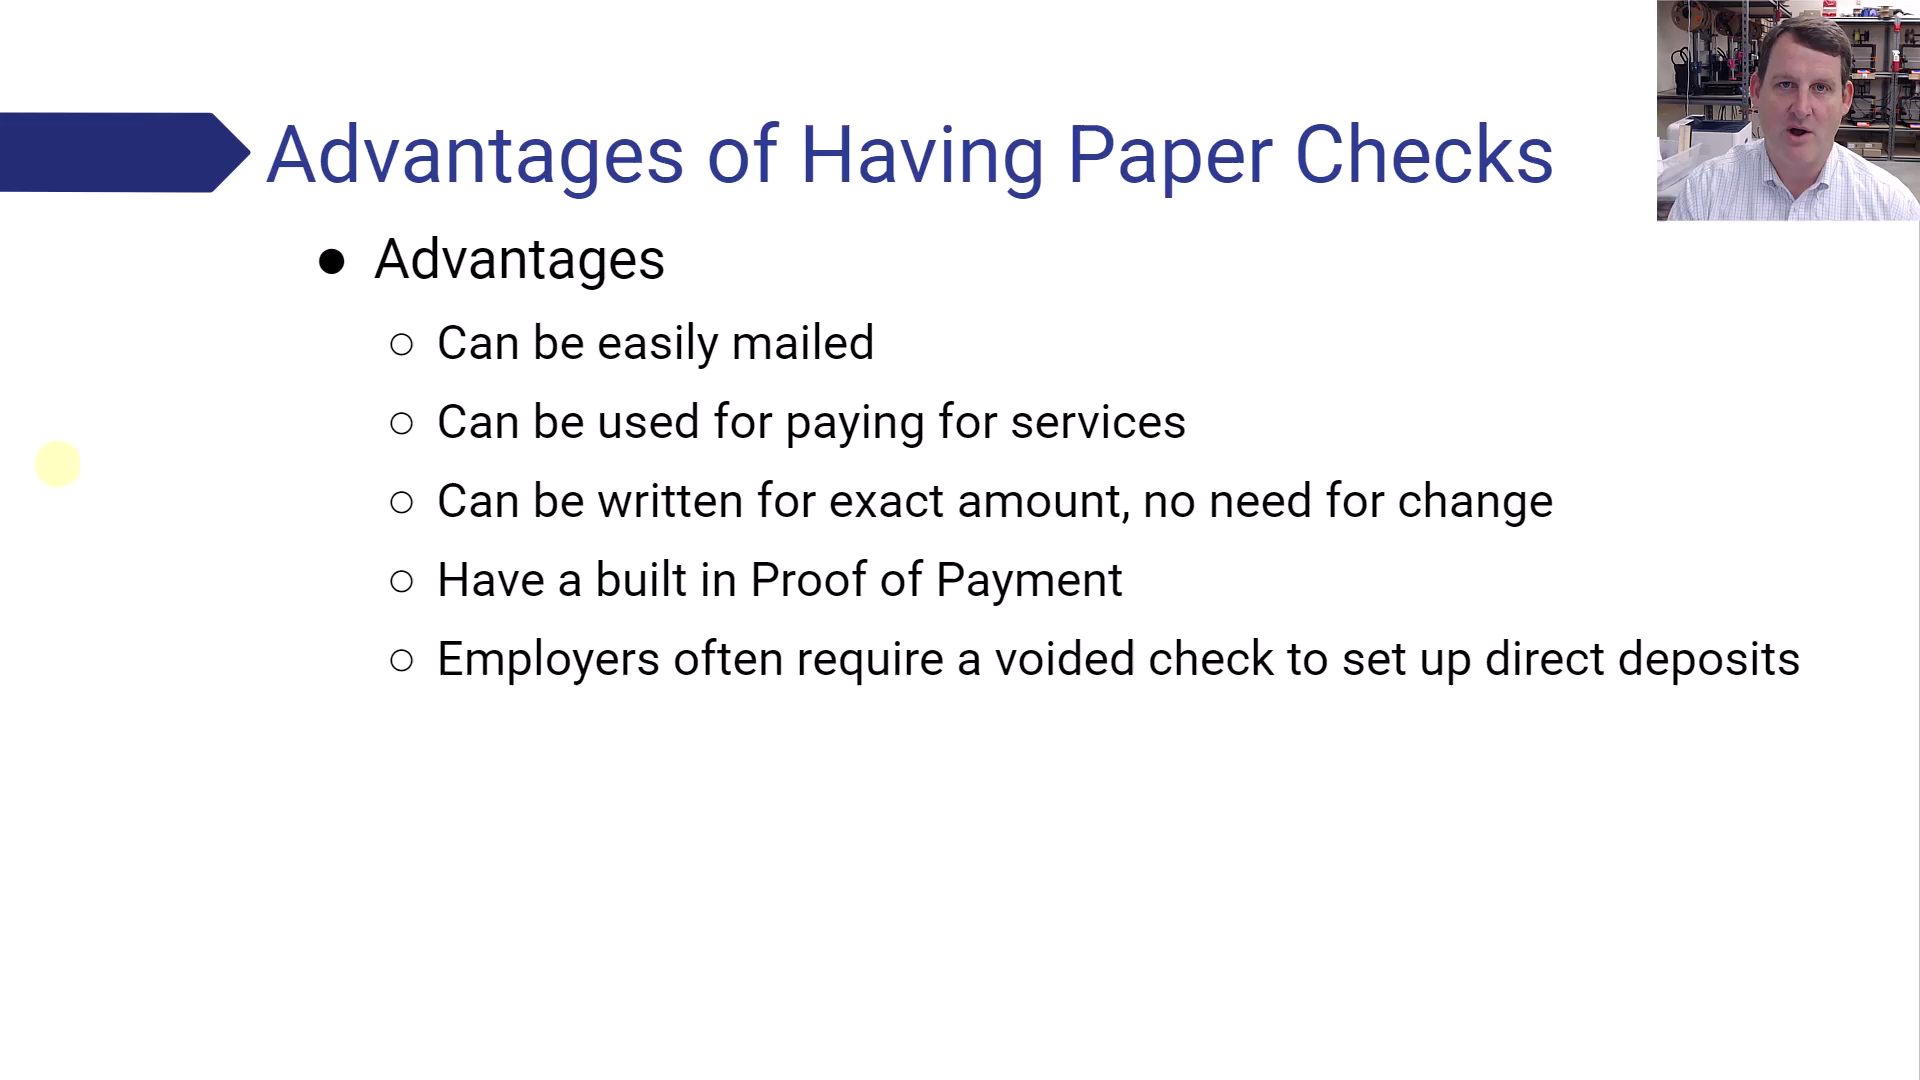 Advantages of Having Paper Checks
● Advantages
○ Can be easily mailed
○ Can be used for paying for services
○ Can be written for exact amount, no need for change
○ Have a built in Proof of Payment
○ Employers often require a voided check to set up direct deposits